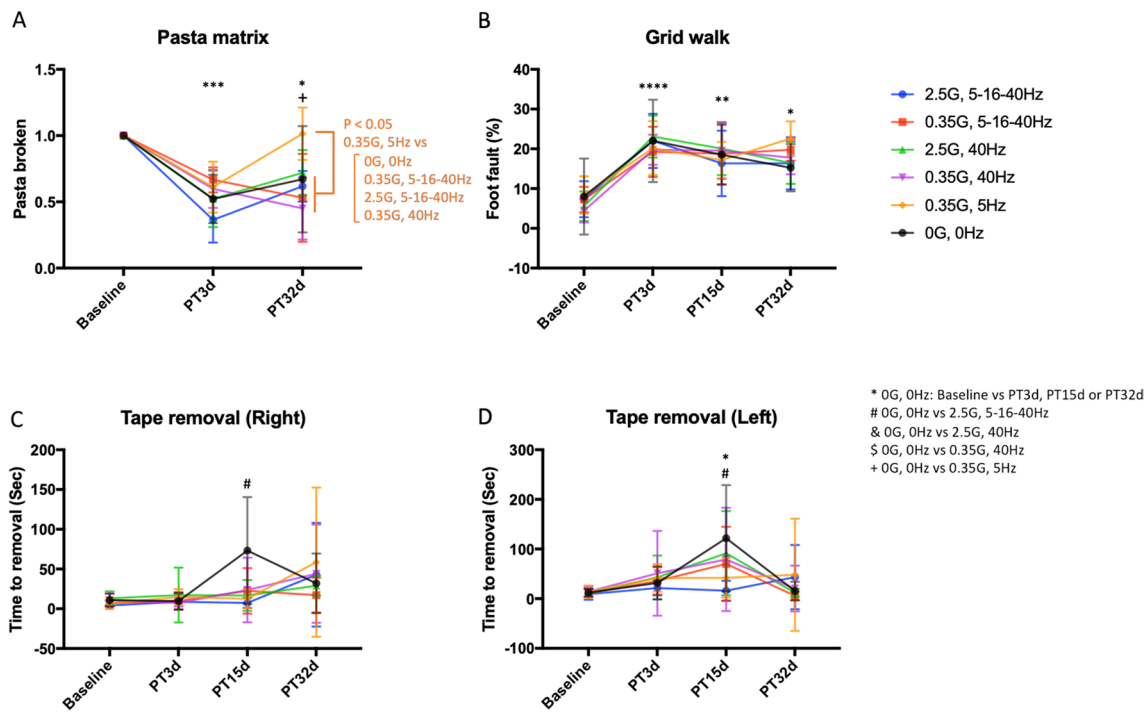 A
Pasta matrix
Pasta broken
1.5
1.0
0.5
0.0
***
*
+
P < 0.05
0.35G, 5Hz vs
0G, 0Hz
0.35G, 5-16-40Hz
2.5G, 5-16-40Hz
0.35G, 40Hz
Baseline
PT3d
PT32d
B
Grid walk
Foot fault (%)
40
30
20
10
0
-10
****
**
*
Baseline
PT3d
PT15d
PT32d
2.5G, 5-16-40Hz
0.35G, 5-16-40Hz
2.5G, 40Hz
0.35G, 40Hz
0.35G, 5Hz
0G, 0Hz
C
Tape removal (Right)
Time to removal (Sec)
200
150
100
50
0
-50
#
Baseline
PT3d
PT15d
PT32d
D
Tape removal (Left)
Time to removal (Sec)
300
200
100
0
-100
*
#
Baseline
PT3d
PT15d
PT32d
* 0G, 0Hz: Baseline vs PT3d, PT15d or PT32d
# 0G, 0Hz vs 2.5G, 5-16-40Hz
& 0G, 0Hz vs 2.5G, 40Hz
$ 0G, 0Hz vs 0.35G, 40Hz
+ 0G, 0Hz vs 0.35G, 5Hz